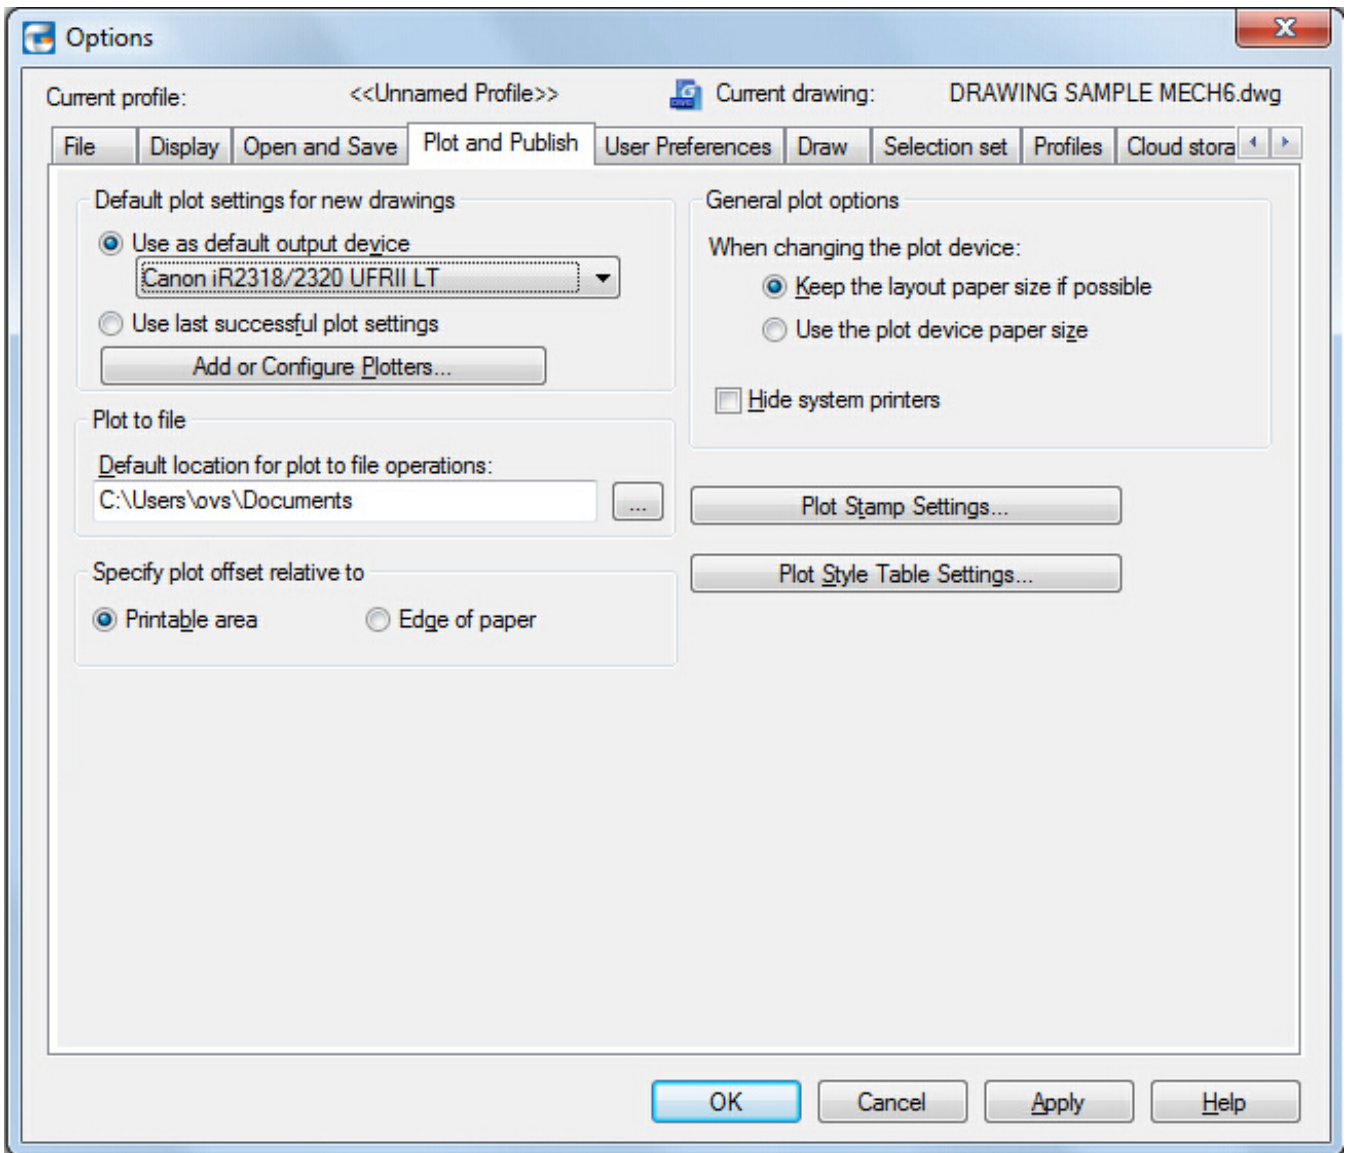 Options
Current profile: <<Unnamed Profile>> Current drawing: DRAWING SAMPLE MECH6.dwg
File Display Open and Save Plot and Publish User Preferences Draw Selection set Profiles Cloud stora
Default plot settings for new drawings
Use as default output device
Canon iR2318/2320 UFRII LT
Use last successful plot settings
Add or Configure Plotters...
Plot to file
Default location for plot to file operations:
C:\Users\ovs\Documents
...
Specify plot offset relative to
Printable area Edge of paper
General plot options
When changing the plot device:
Keep the layout paper size if possible
Use the plot device paper size
Hide system printers
Plot Stamp Settings...
Plot Style Table Settings...
OK Cancel Apply Help